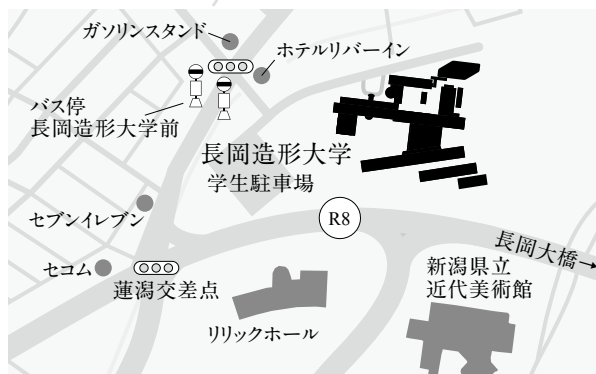 ガソリンスタンド
ホテルリバーイン
バス停
長岡造形大学前
長岡造形大学
学生駐車場
セブンイレブン
R8
長岡大橋→
セコム
蓮潟交差点
新潟県立
近代美術館
リリックホール